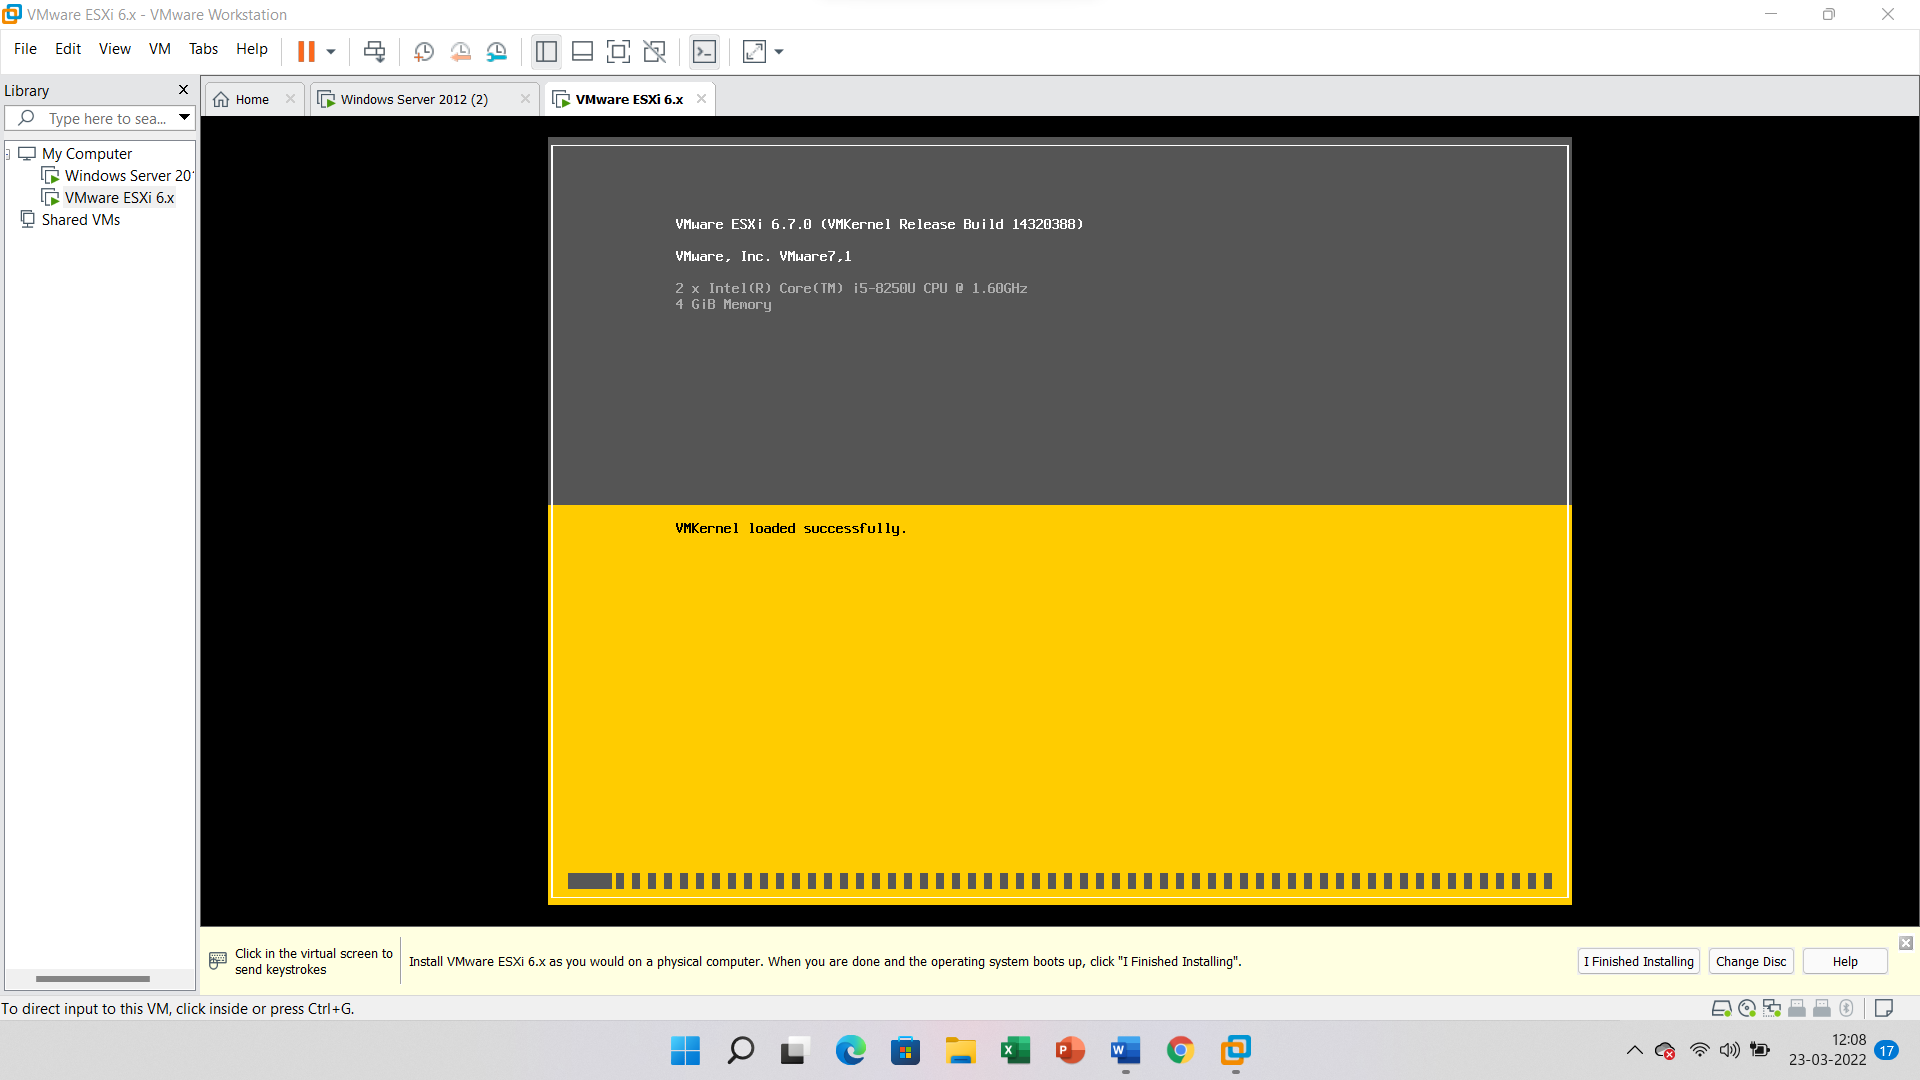 VMware ESXi 6.x - VMware Workstation
File Edit View VM Tabs Help
Library
Type here to sea...
My Computer
Windows Server 20
VMware ESXi 6.x
Shared VMs
Home
Windows Server 2012 (2)
VMware ESXi 6.x
VMware ESXi 6.7.0 (VMKernel Release Build 14320388)
VMware, Inc. VMware7,1
2 x Intel(R) Core(TM) i5-8250U CPU @ 1.60GHz
4 GiB Memory
VMKernel loaded successfully.
Click in the virtual screen to
send keystrokes
Install VMware ESXi 6.x as you would on a physical computer. When you are done and the operating system boots up, click "I Finished Installing".
I Finished Installing
Change Disc
Help
To direct input to this VM, click inside or press Ctrl+G.
12:08
23-03-2022
17